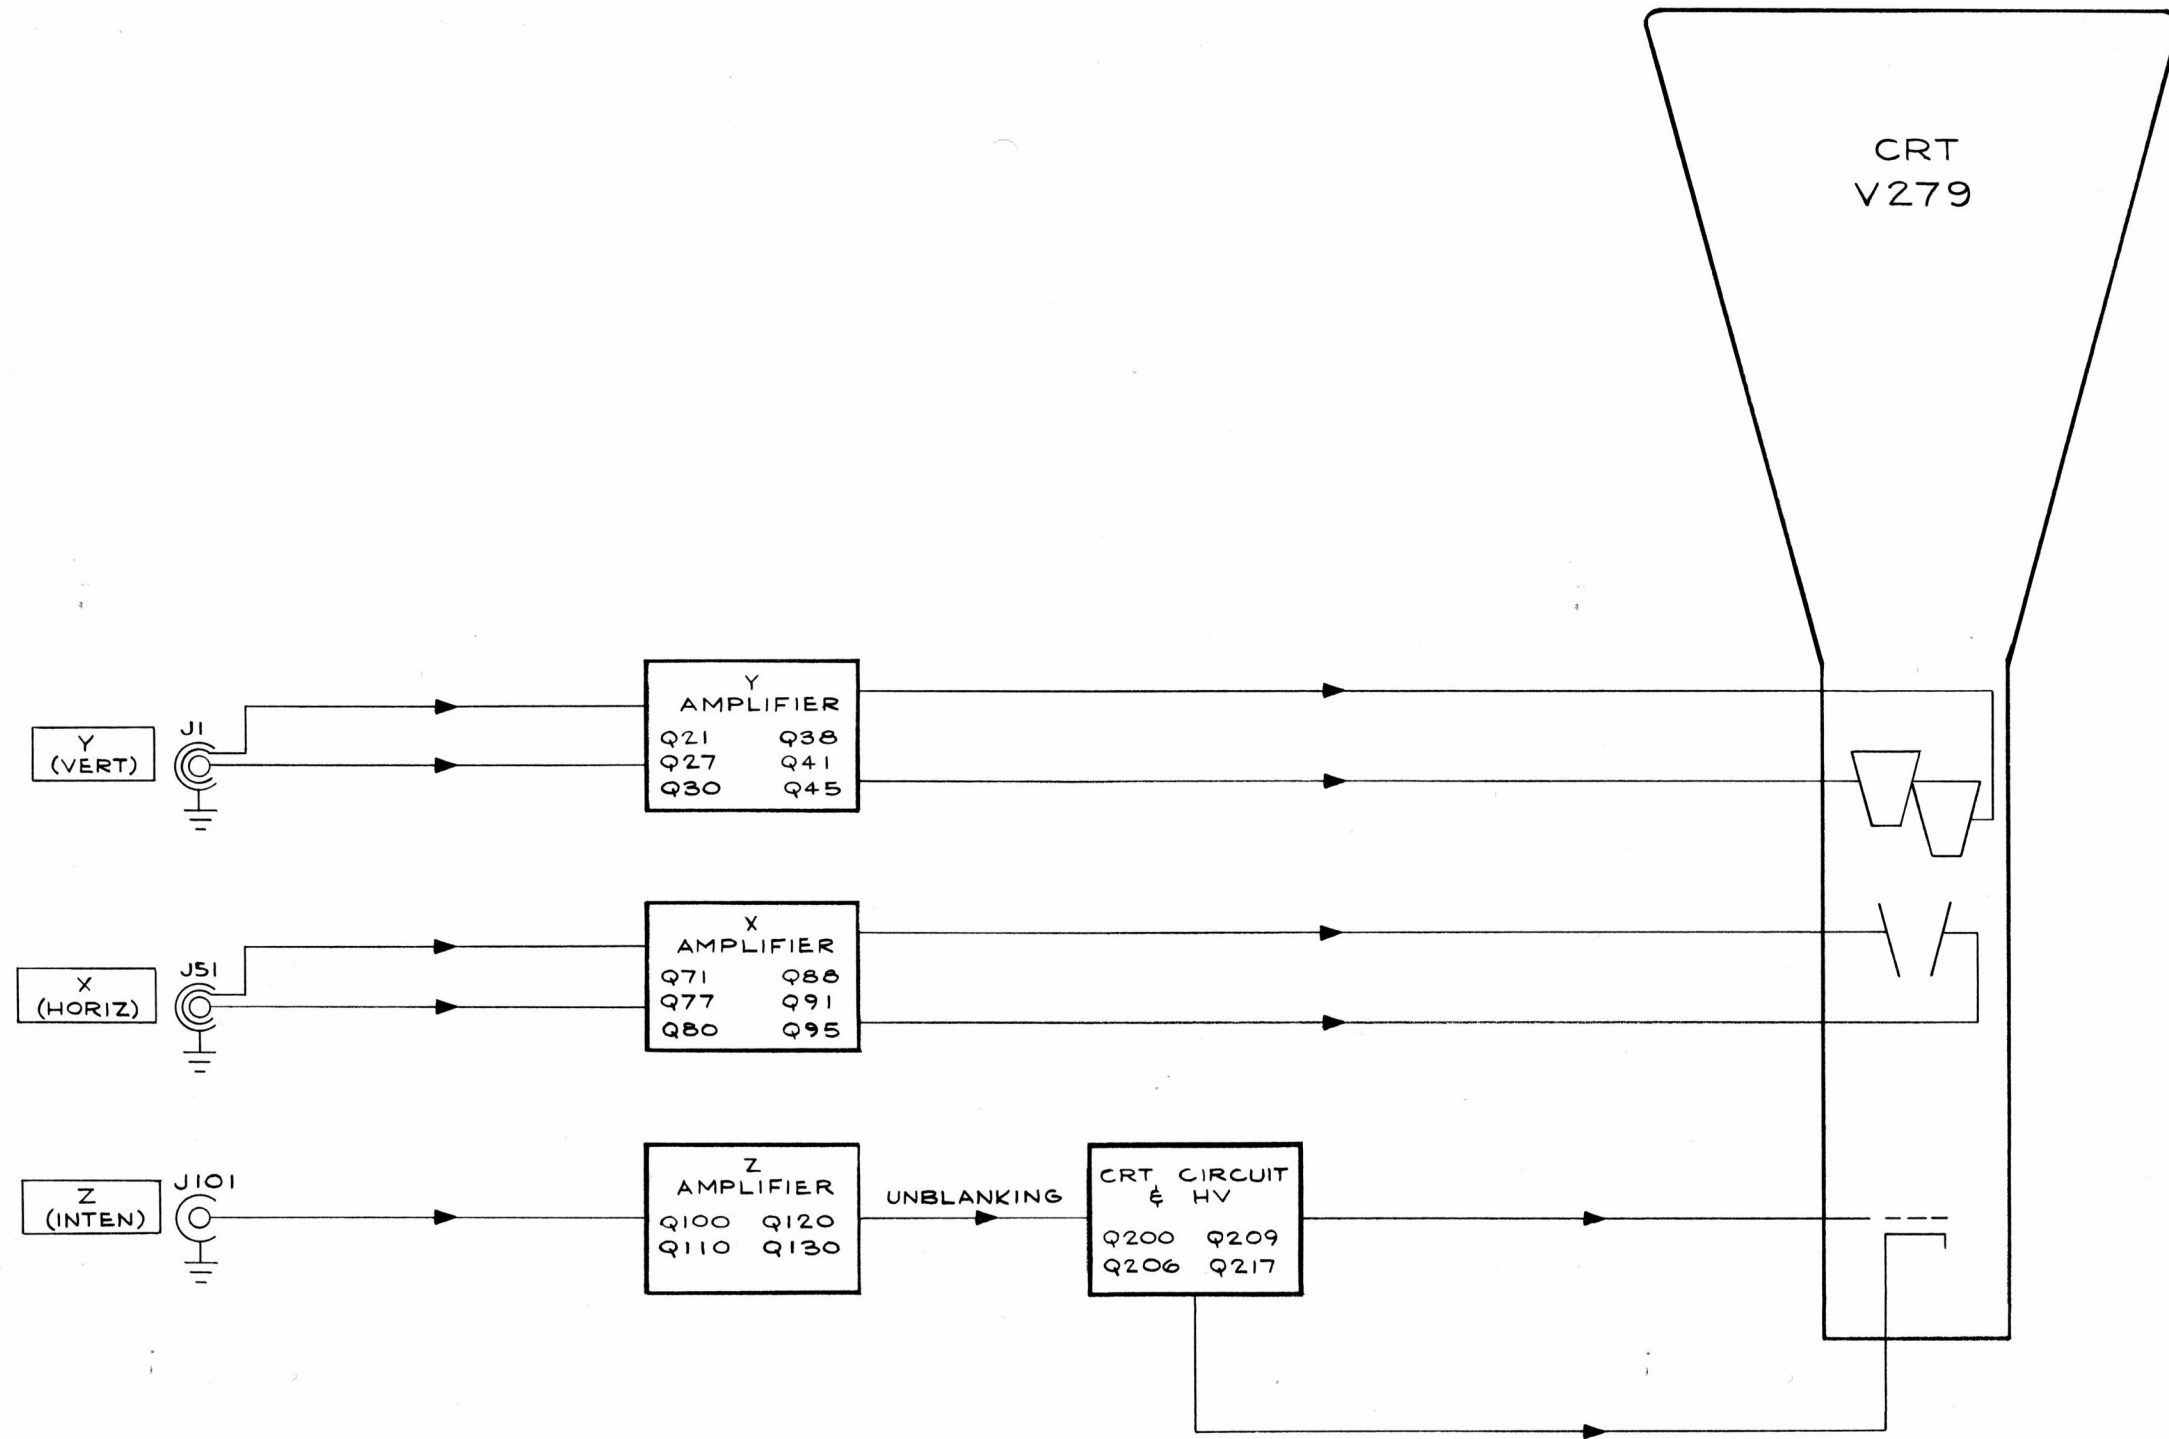 CRT
V279
Y
(VERT)
J1
Y
AMPLIFIER
Q21 Q38
Q27 Q41
Q30 Q45
X
(HORIZ)
J51
X
AMPLIFIER
Q71 Q88
Q77 Q91
Q80 Q95
Z
(INTEN)
J101
Z
AMPLIFIER
Q100 Q120
Q110 Q130
UNBLANKING
CRT CIRCUIT
& HV
Q200 Q209
Q206 Q217